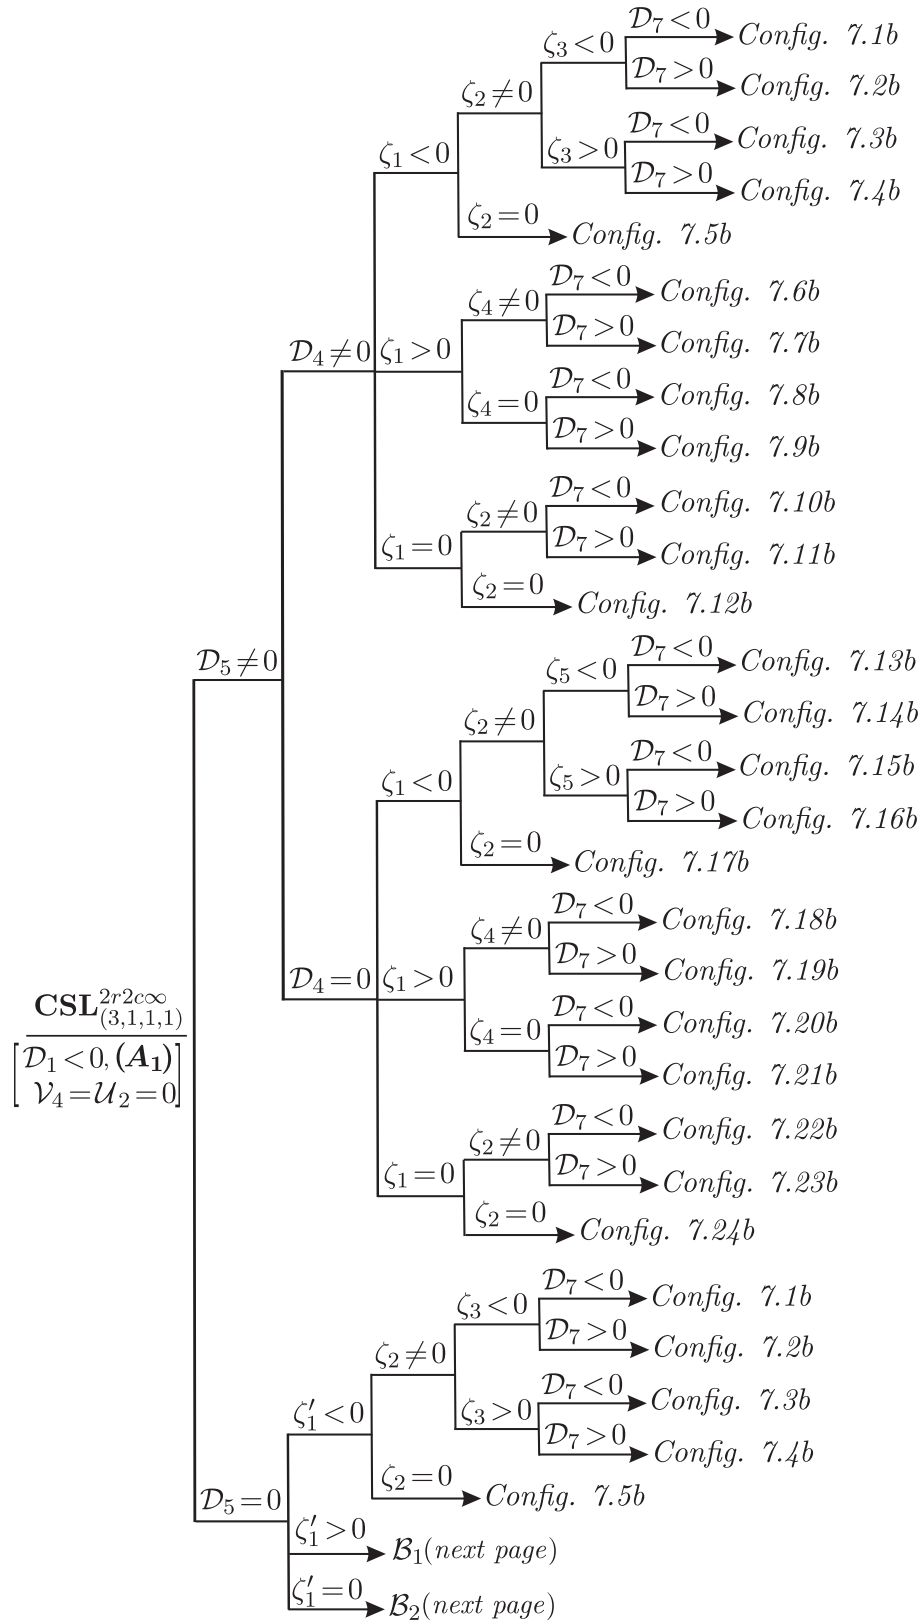 𝒟₇<0
Config. 7.1b
ζ₃<0
𝒟₇>0
Config. 7.2b
ζ₂≠0
𝒟₇<0
Config. 7.3b
ζ₃>0
𝒟₇>0
Config. 7.4b
ζ₁<0
ζ₂=0
Config. 7.5b
𝒟₇<0
Config. 7.6b
ζ₄≠0
𝒟₇>0
Config. 7.7b
𝒟₄≠0
ζ₁>0
𝒟₇<0
Config. 7.8b
ζ₄=0
𝒟₇>0
Config. 7.9b
𝒟₇<0
Config. 7.10b
ζ₂≠0
𝒟₇>0
Config. 7.11b
ζ₁=0
ζ₂=0
Config. 7.12b
𝒟₅≠0
𝒟₇<0
Config. 7.13b
ζ₅<0
𝒟₇>0
Config. 7.14b
ζ₂≠0
𝒟₇<0
Config. 7.15b
ζ₅>0
𝒟₇>0
Config. 7.16b
ζ₁<0
ζ₂=0
Config. 7.17b
𝒟₇<0
Config. 7.18b
ζ₄≠0
𝒟₇>0
Config. 7.19b
𝒟₄=0
ζ₁>0
𝒟₇<0
Config. 7.20b
ζ₄=0
𝒟₇>0
Config. 7.21b
CSL^{2r2c∞}_{(3,1,1,1)}
[𝒟₁<0, (A₁)
𝒱₄=𝒰₂=0]
𝒟₇<0
Config. 7.22b
ζ₂≠0
𝒟₇>0
Config. 7.23b
ζ₁=0
ζ₂=0
Config. 7.24b
𝒟₇<0
Config. 7.1b
ζ₃<0
𝒟₇>0
Config. 7.2b
ζ₂≠0
𝒟₇<0
Config. 7.3b
ζ₃>0
𝒟₇>0
Config. 7.4b
ζ′₁<0
ζ₂=0
Config. 7.5b
𝒟₅=0
ζ′₁>0
ℬ₁(next page)
ζ′₁=0
ℬ₂(next page)